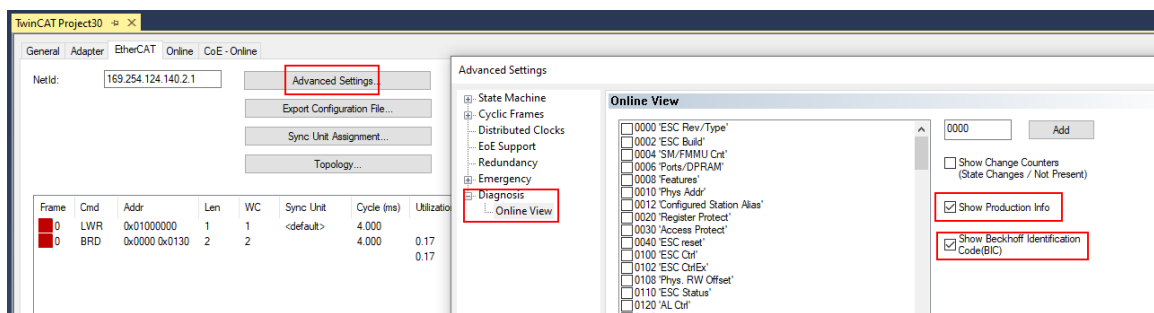 TwinCAT Project30
General Adapter EtherCAT Online CoE - Online
NetId: 169.254.124.140.2.1
Advanced Settings...
Export Configuration File...
Sync Unit Assignment...
Topology...
Frame Cmd Addr Len WC Sync Unit Cycle (ms) Utilizatio
0 LWR 0x01000000 1 1 <default> 4.000
0 BRD 0x0000 0x0130 2 2 4.000 0.17
0.17
Advanced Settings
State Machine
Cyclic Frames
Distributed Clocks
EoE Support
Redundancy
Emergency
Diagnosis
Online View
Online View
0000 'ESC Rev/Type'
0002 'ESC Build'
0004 'SM/FMMU Cnt'
0006 'Ports/DPRAM'
0008 'Features'
0010 'Phys Addr'
0012 'Configured Station Alias'
0020 'Register Protect'
0030 'Access Protect'
0040 'ESC reset'
0100 'ESC Ctrl'
0102 'ESC CtrlEx'
0108 'Phys. RW Offset'
0110 'ESC Status'
0120 'AL Ctrl'
0000 Add
Show Change Counters
(State Changes / Not Present)
Show Production Info
Show Beckhoff Identification
Code(BIC)